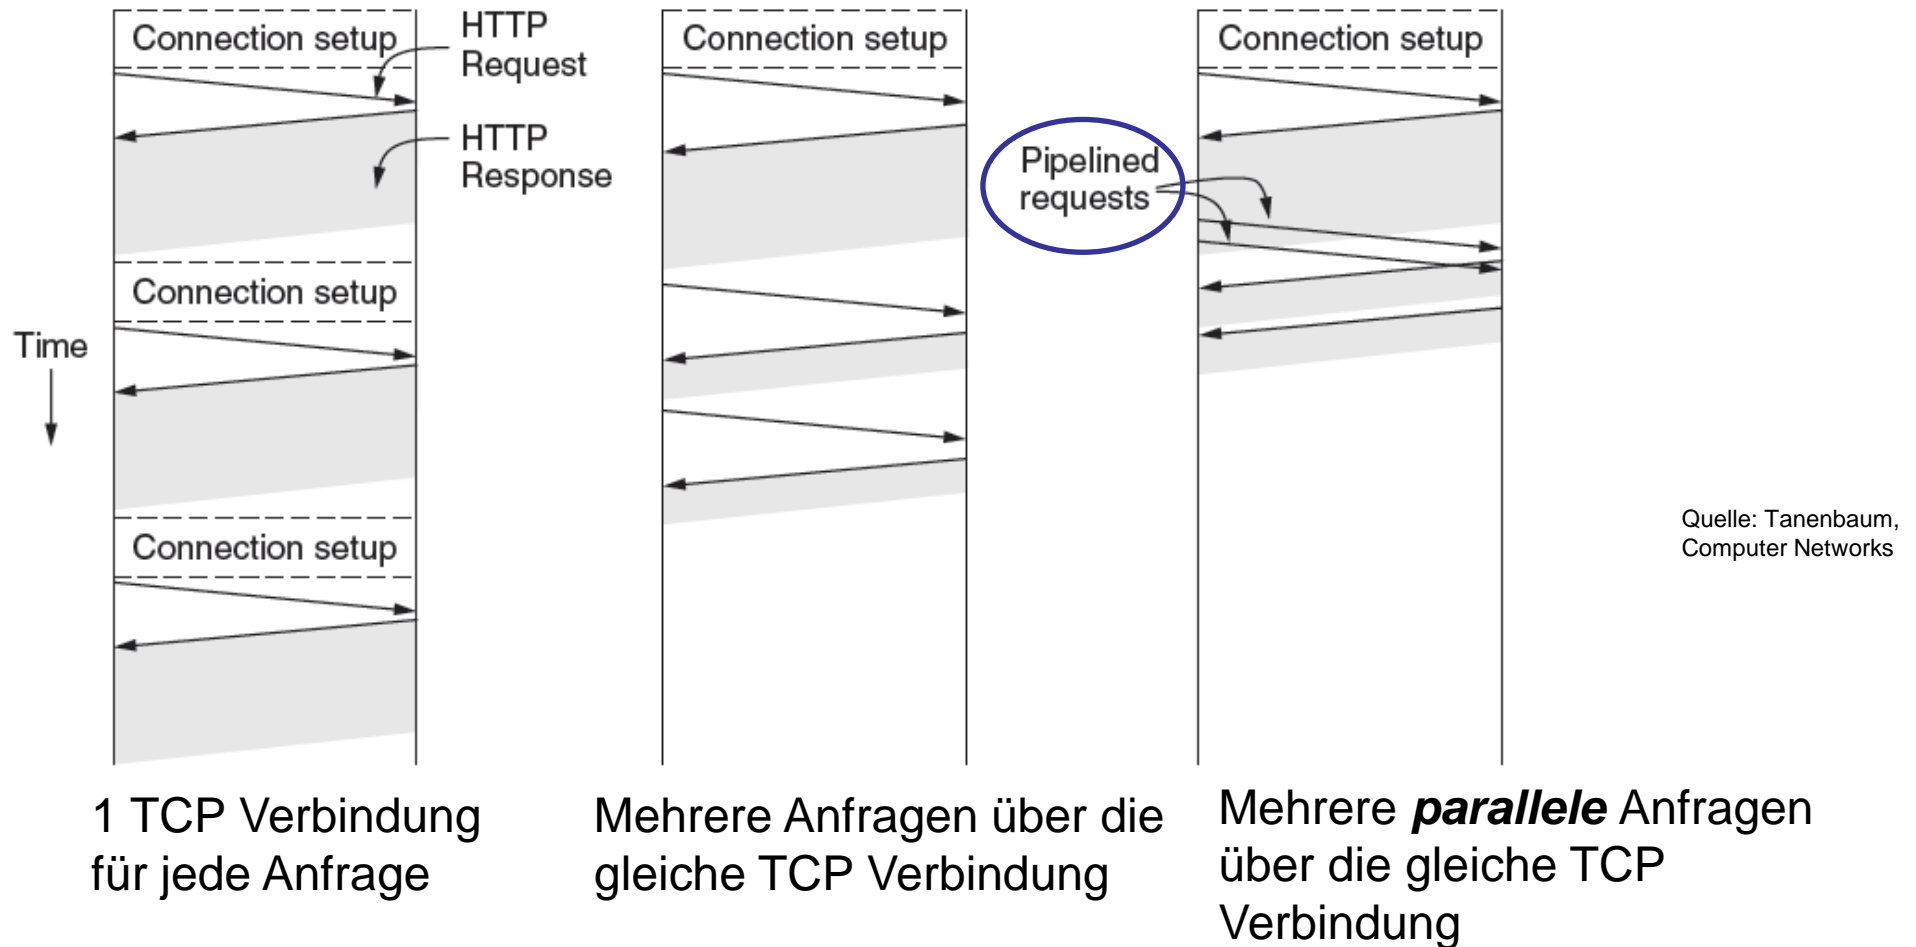 Connection setup
HTTP
Request
HTTP
Response
Connection setup
Time
Connection setup
Connection setup
Pipelined
requests
Connection setup
Quelle: Tanenbaum,
Computer Networks
1 TCP Verbindung
für jede Anfrage
Mehrere Anfragen über die
gleiche TCP Verbindung
Mehrere parallele Anfragen
über die gleiche TCP
Verbindung